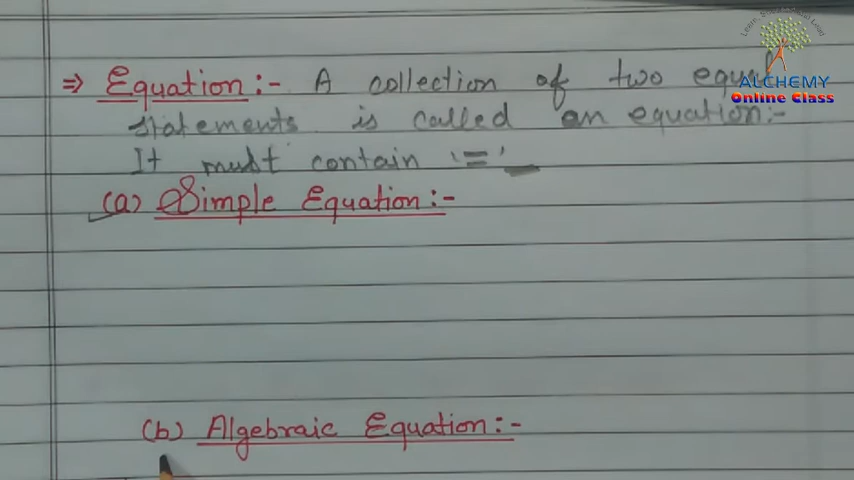 ⇒ Equation:- A collection of two equal
statements is called an equation:-
It must contain '='
(a) Simple Equation:-
(b) Algebraic Equation:-
ALCHEMY
Online Class